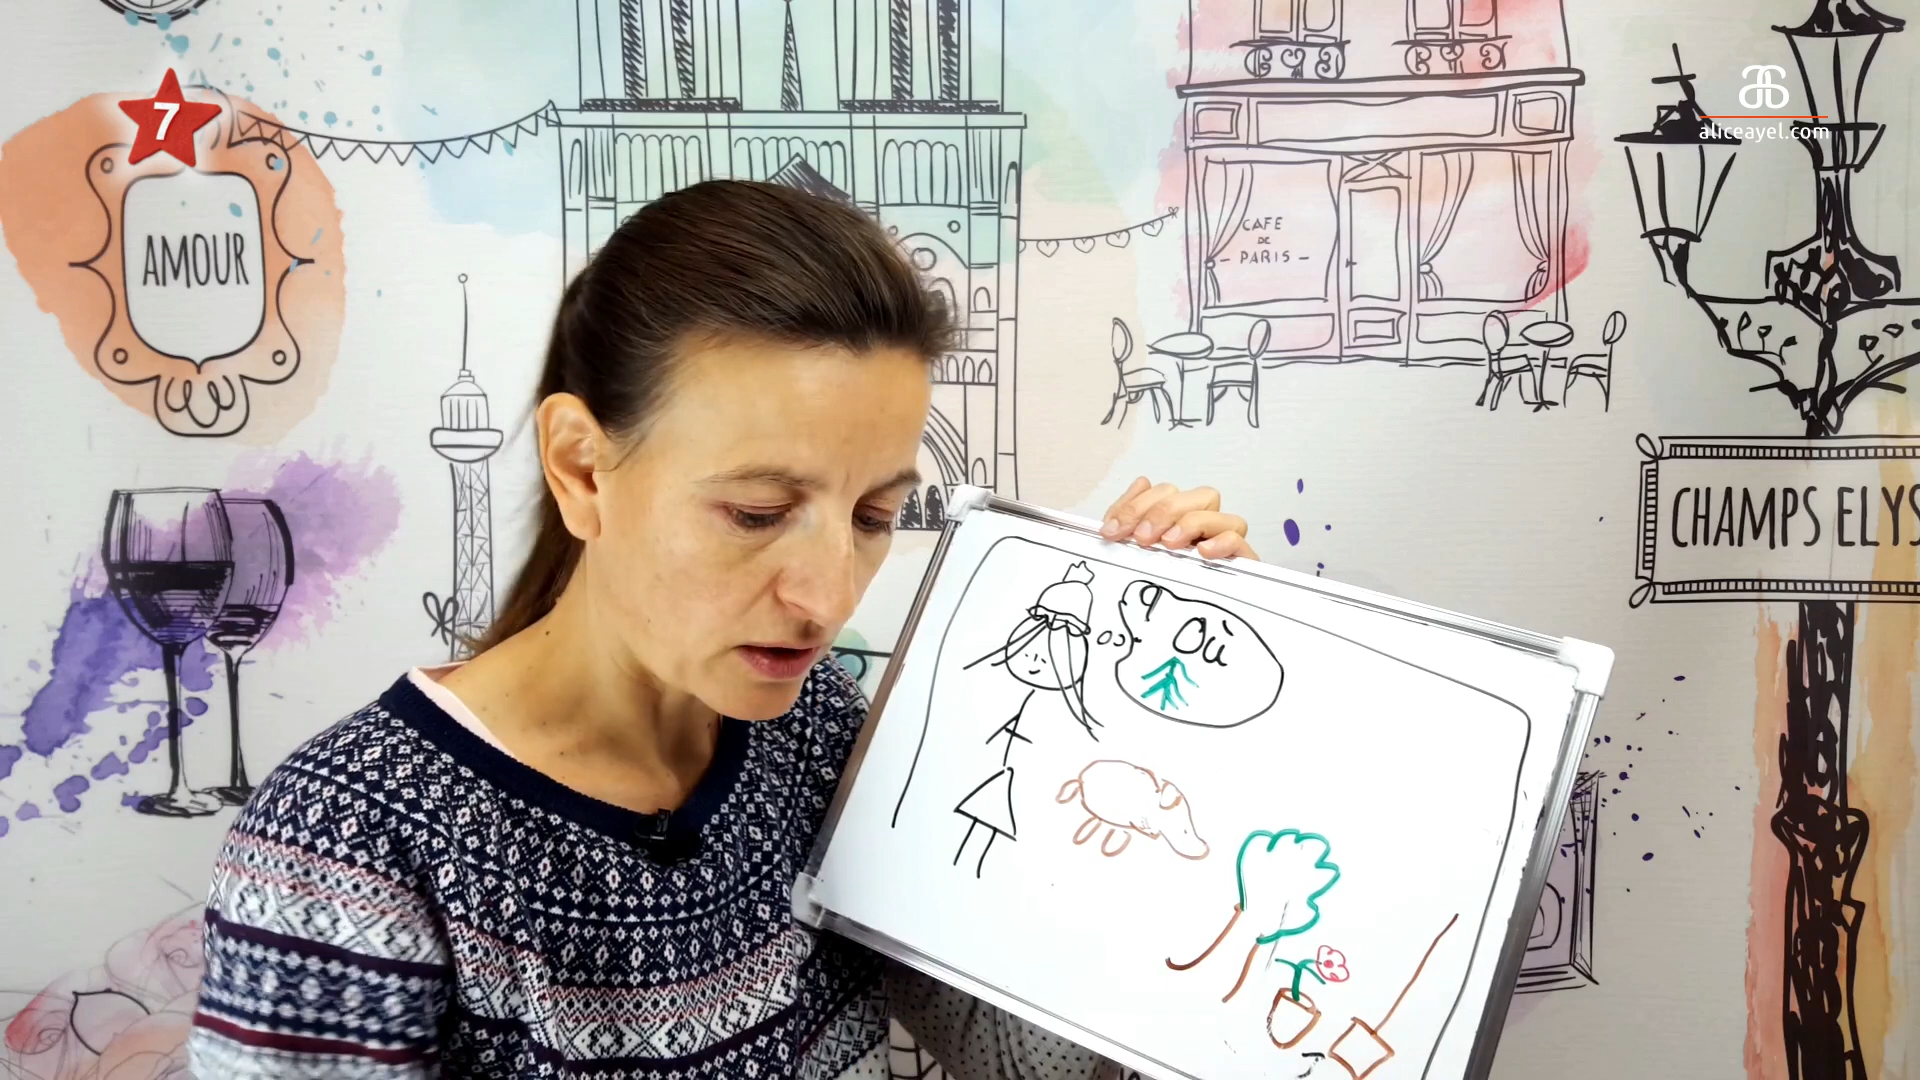 7
AMOUR
CAFE
DE
- PARIS -
aliceayel.com
CHAMPS ELYS
Où